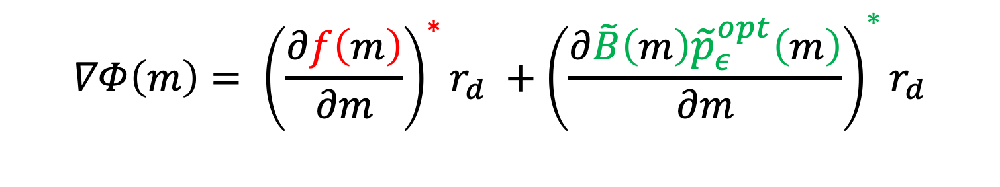 ∇Φ(m) = (∂f(m)/∂m)* r_d + (∂B̃(m)p̃_ϵ^opt(m)/∂m)* r_d